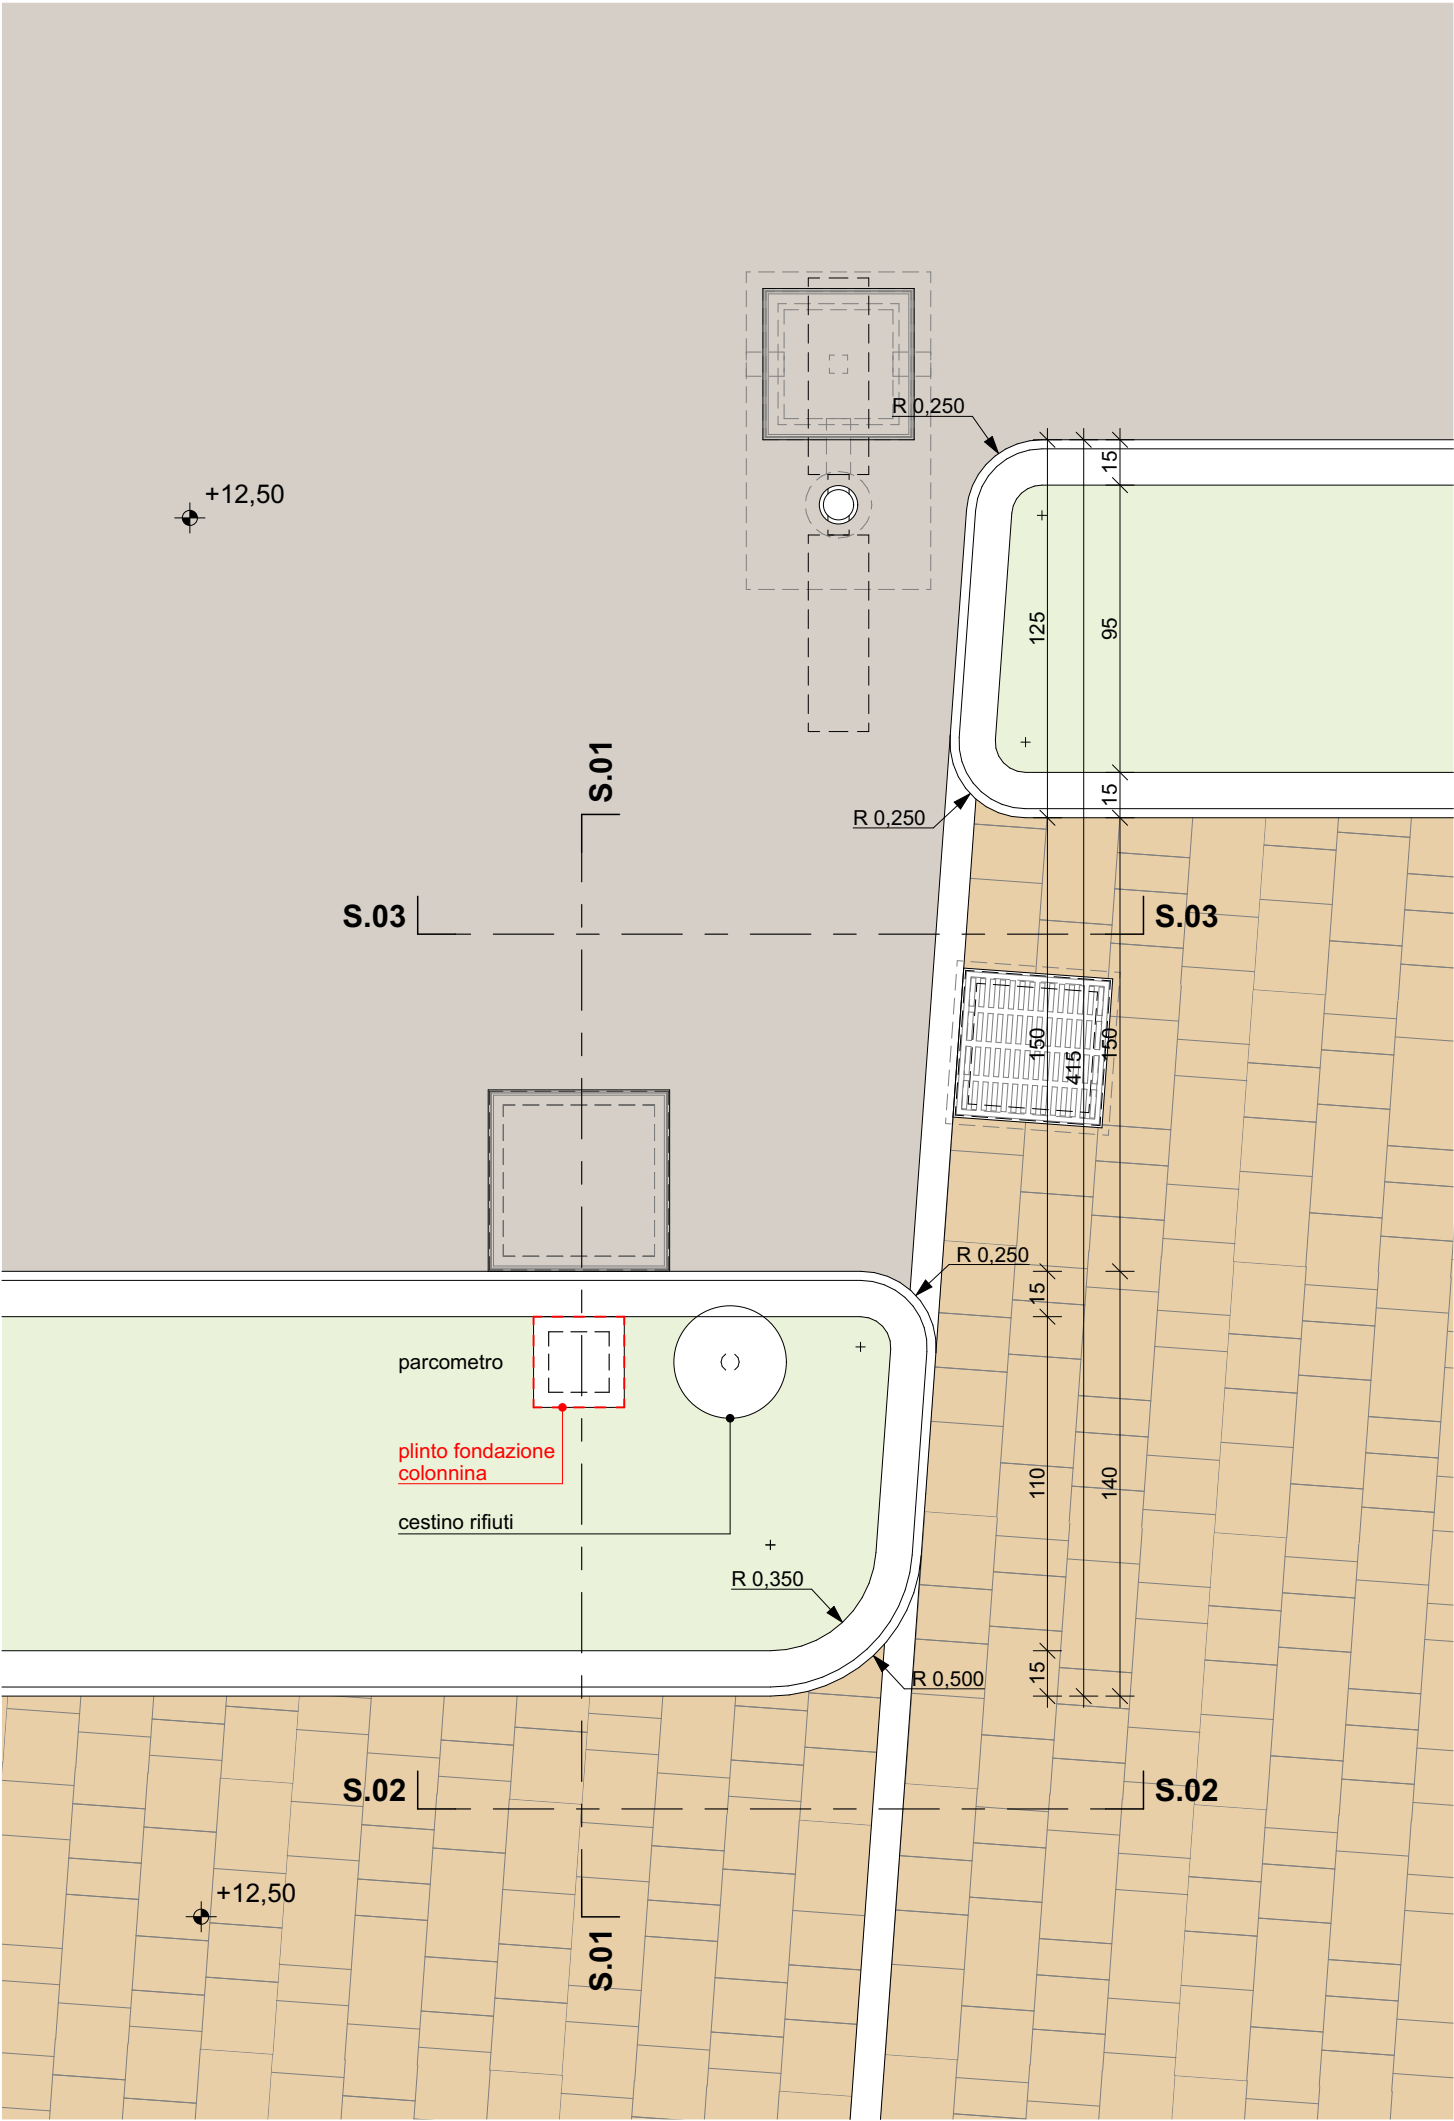 R 0,250
15
+12,50
125
95
S.01
15
R 0,250
S.03
S.03
150
150
415
R 0,250
15
parcometro
plinto fondazione
colonnina
110
140
cestino rifiuti
R 0,350
15
R 0,500
S.02
S.02
+12,50
S.01